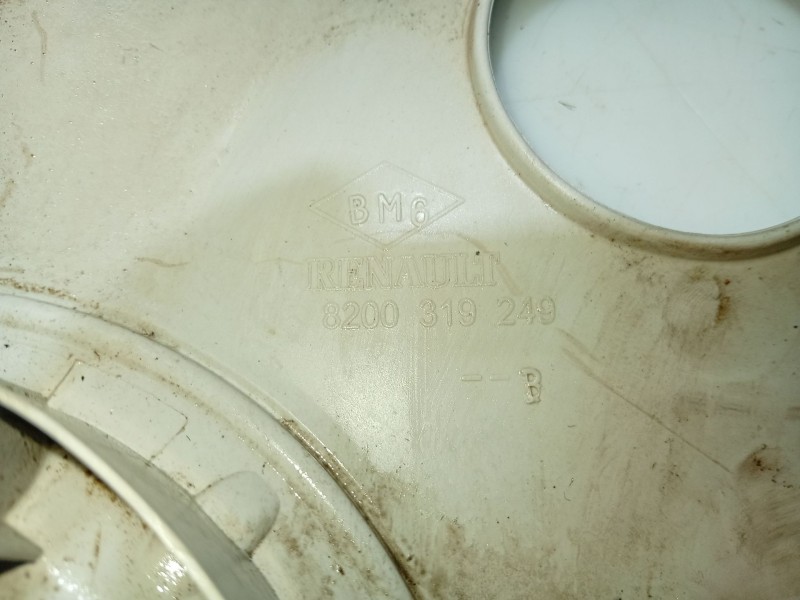 BMG
RENAULT
8200 319 249
--B